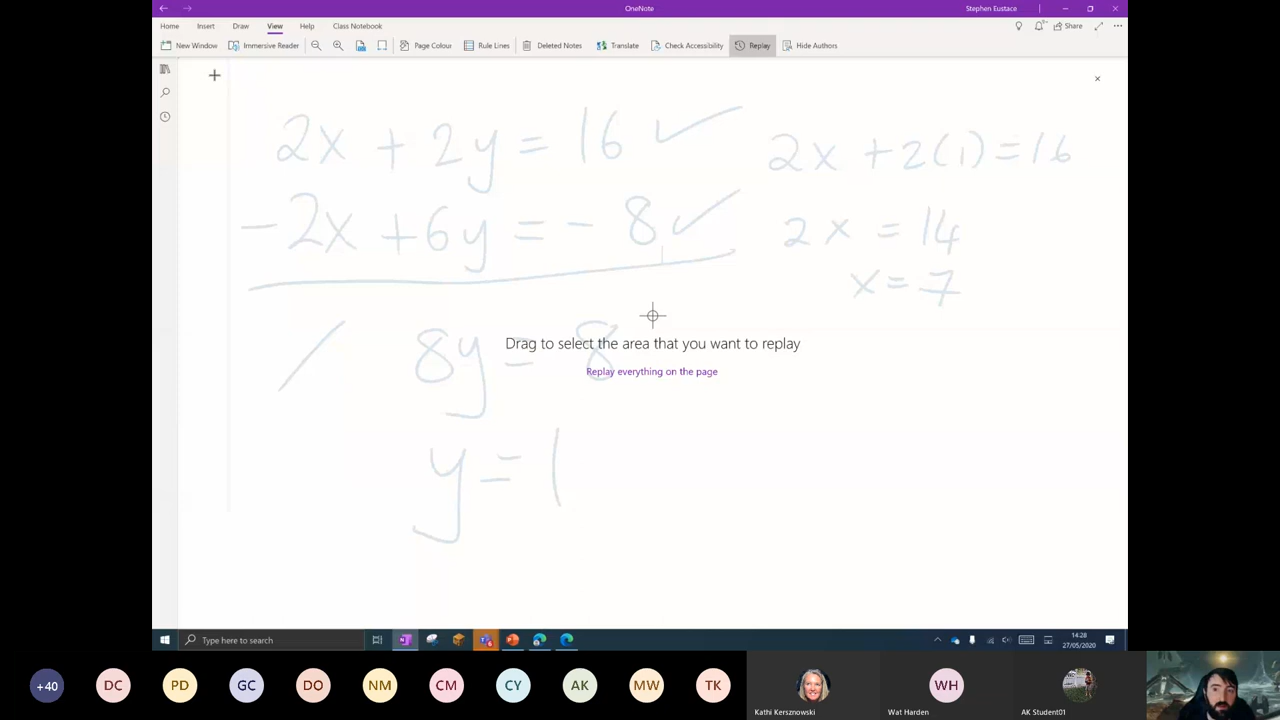 OneNote
Stephen Eustace
Home Insert Draw View Help Class Notebook
Share
New Window Immersive Reader Page Colour Rule Lines Deleted Notes Translate Check Accessibility Replay Hide Authors
2x + 2y = 16 ✓
2x + 2(1) = 16
-2x + 6y = - 8 ✓
2x = 14
x = 7
Drag to select the area that you want to replay
8y = 8
Replay everything on the page
y = 1
Type here to search
14:28
27/05/2020
+40 DC PD GC DO NM CM CY AK MW TK WH
Kathi Kersznowski Wat Harden AK Student01